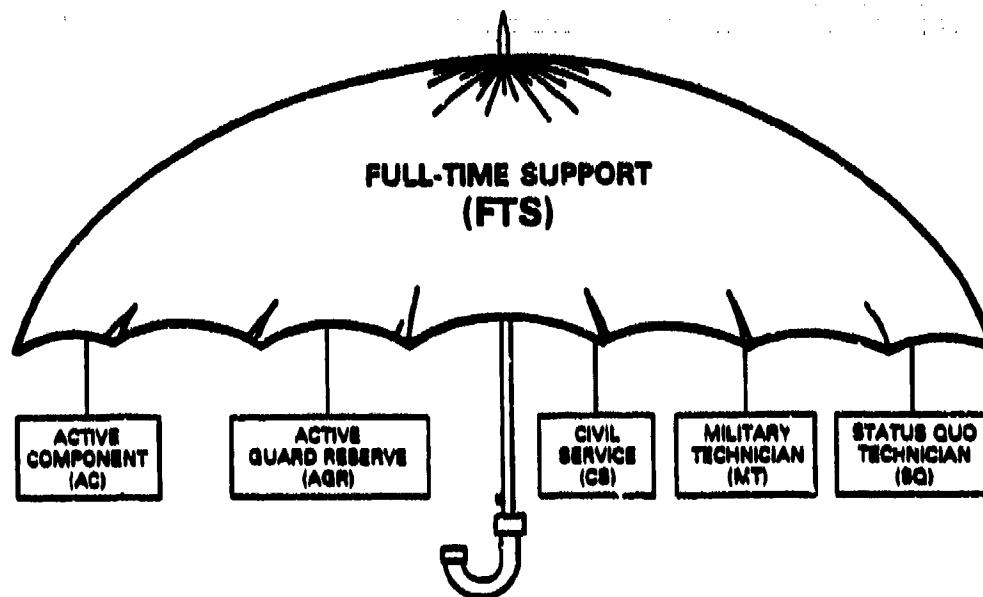 FULL-TIME SUPPORT
(FTS)
ACTIVE
COMPONENT
(AC)
ACTIVE
GUARD RESERVE
(AGR)
CIVIL
SERVICE
(CS)
MILITARY
TECHNICIAN
(MT)
STATUS QUO
TECHNICIAN
(SQ)